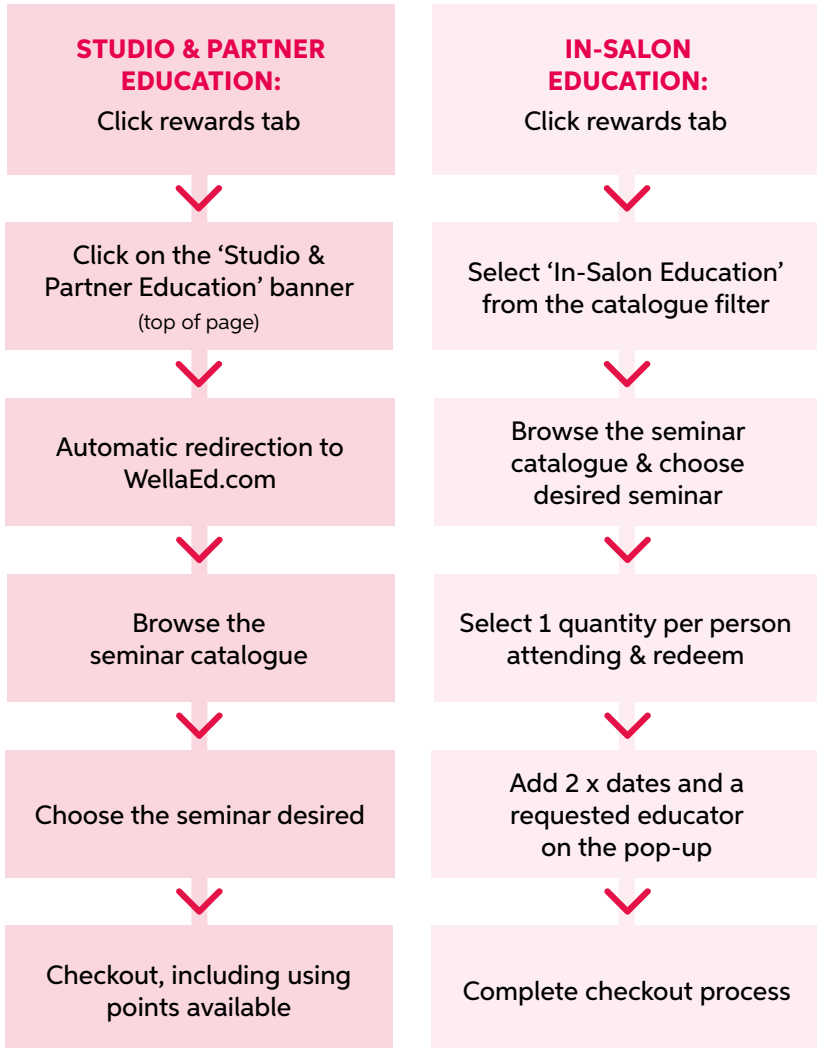 STUDIO & PARTNER
EDUCATION:
Click rewards tab
Click on the ‘Studio &
Partner Education’ banner
(top of page)
Automatic redirection to
WellaEd.com
Browse the
seminar catalogue
Choose the seminar desired
Checkout, including using
points available
IN-SALON
EDUCATION:
Click rewards tab
Select ‘In-Salon Education’
from the catalogue filter
Browse the seminar
catalogue & choose
desired seminar
Select 1 quantity per person
attending & redeem
Add 2 x dates and a
requested educator
on the pop-up
Complete checkout process